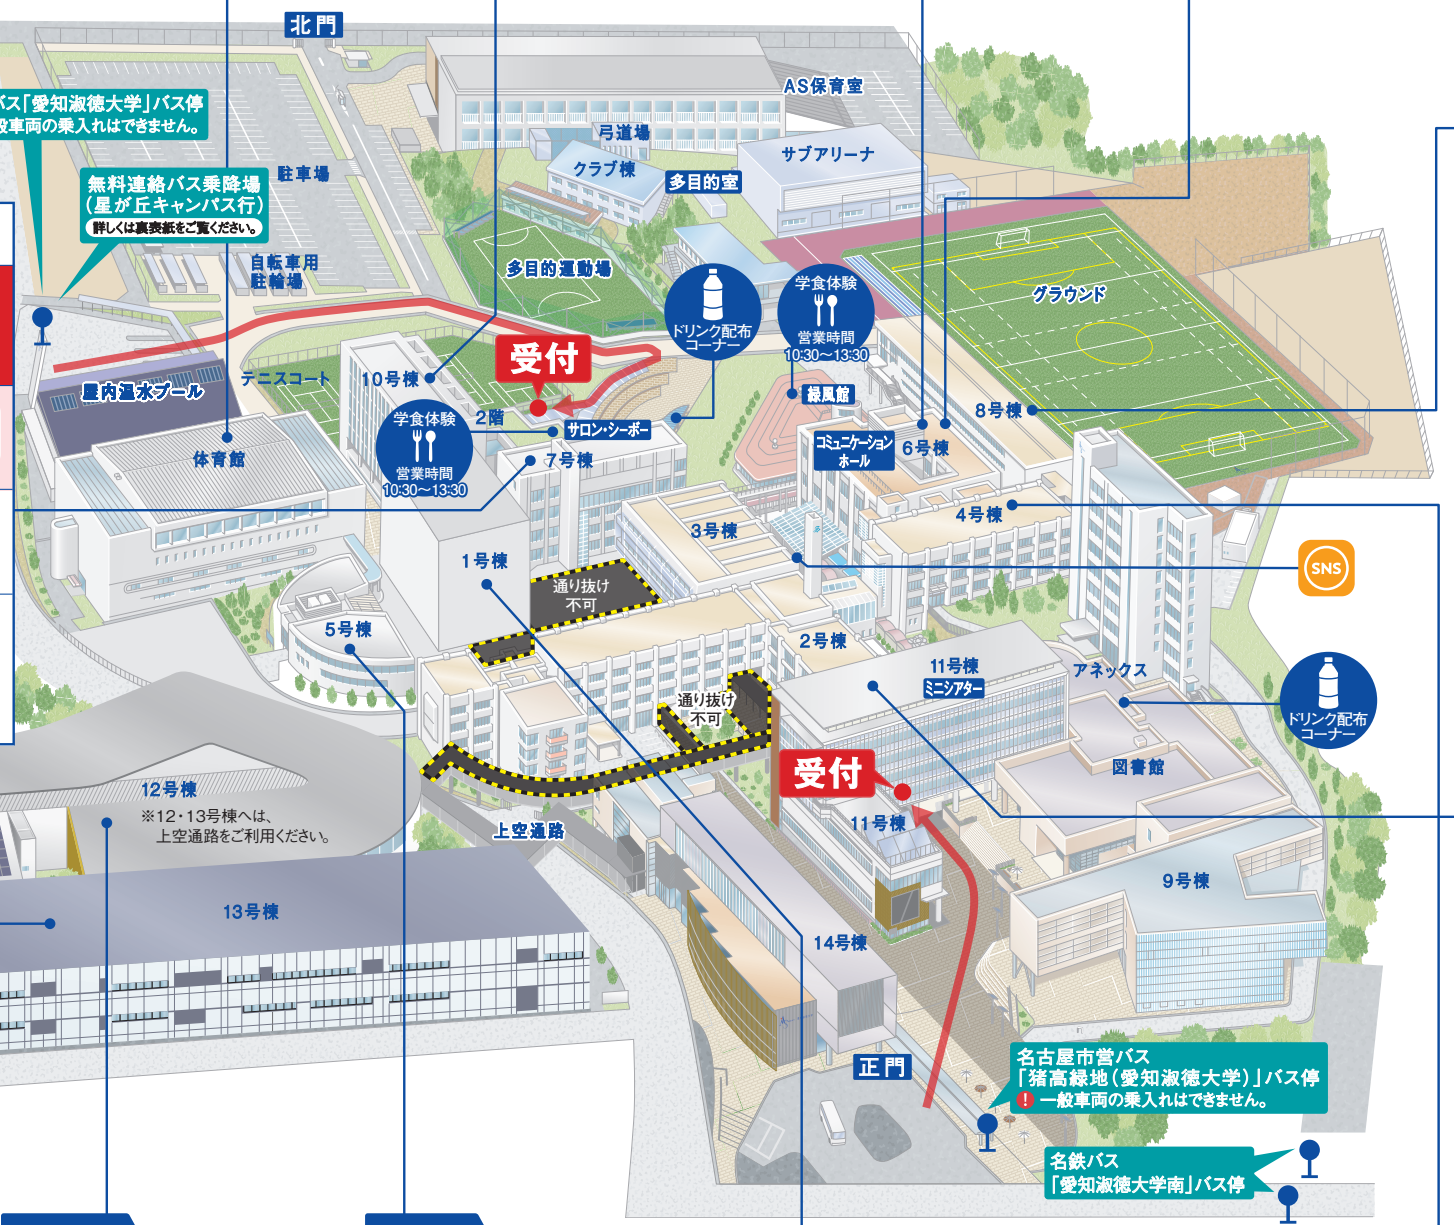 北門
バス「愛知淑徳大学」バス停
般車両の乗入れはできません。
無料連絡バス乗降場
(星が丘キャンパス行)
詳しくは裏表紙をご覧ください。
駐車場
自転車用
駐輪場
AS保育室
弓道場
クラブ棟
サブアリーナ
多目的室
多目的運動場
グラウンド
ドリンク配布
コーナー
学食体験
営業時間
10:30〜13:30
受付
屋内温水プール
テニスコート
10号棟
緑風館
8号棟
学食体験
営業時間
10:30〜13:30
2階
サロン・シーボー
7号棟
体育館
コミュニケーション
ホール
6号棟
4号棟
3号棟
1号棟
通り抜け
不可
SNS
5号棟
2号棟
11号棟
ミニシアター
アネックス
通り抜け
不可
ドリンク配布
コーナー
図書館
受付
11号棟
12号棟
※12・13号棟へは、
上空通路をご利用ください。
上空通路
9号棟
13号棟
14号棟
正門
名古屋市営バス
「猪高緑地(愛知淑徳大学)」バス停
! 一般車両の乗入れはできません。
名鉄バス
「愛知淑徳大学南」バス停